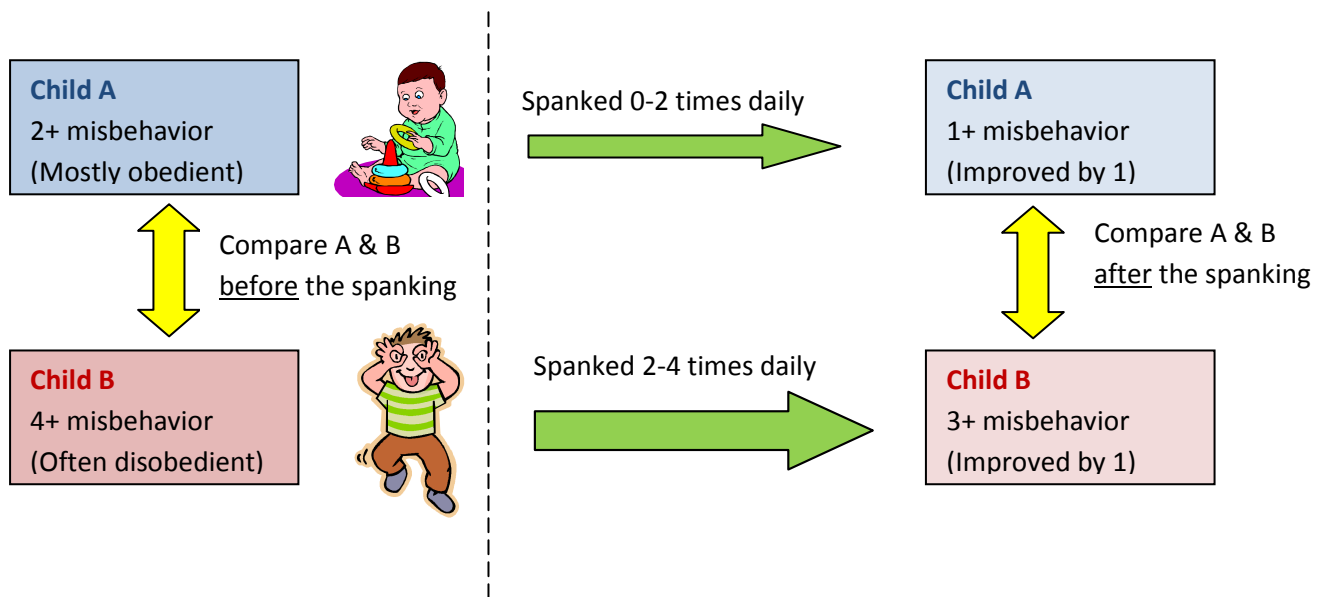 Child A
2+ misbehavior
(Mostly obedient)
Compare A & B
before the spanking
Child B
4+ misbehavior
(Often disobedient)
Spanked 0-2 times daily
Spanked 2-4 times daily
Child A
1+ misbehavior
(Improved by 1)
Compare A & B
after the spanking
Child B
3+ misbehavior
(Improved by 1)